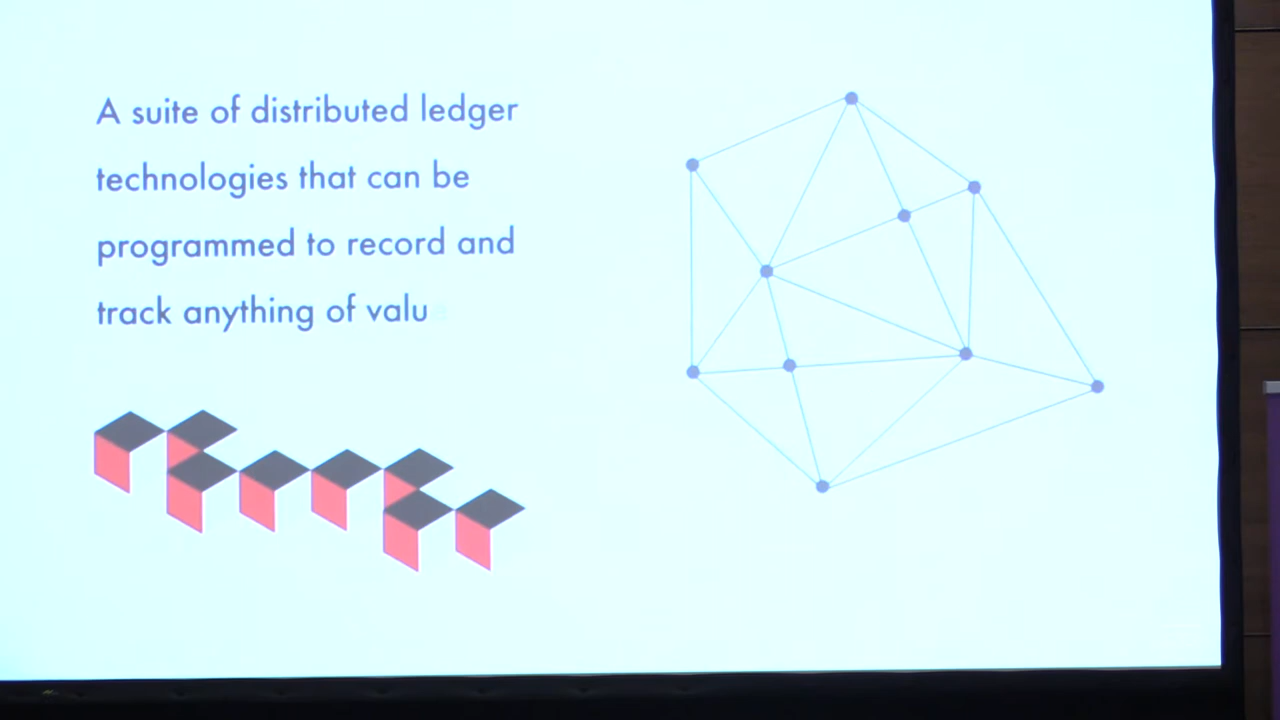 A suite of distributed ledger
technologies that can be
programmed to record and
track anything of valu